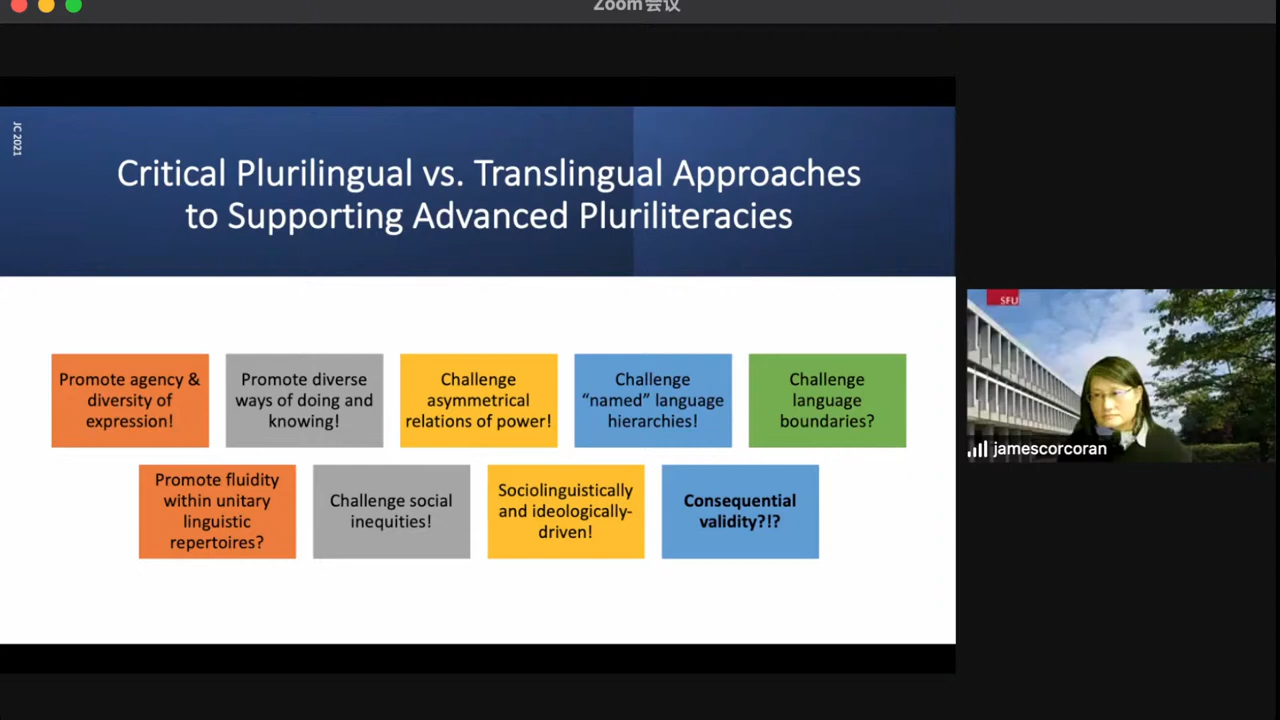 Zoom会议
JC 2021
Critical Plurilingual vs. Translingual Approaches
to Supporting Advanced Pluriliteracies
Promote agency &
diversity of
expression!
Promote diverse
ways of doing and
knowing!
Challenge
asymmetrical
relations of power!
Challenge
“named” language
hierarchies!
Challenge
language
boundaries?
Promote fluidity
within unitary
linguistic
repertoires?
Challenge social
inequities!
Sociolinguistically
and ideologically-
driven!
Consequential
validity?!?
SFU
jamescorcoran